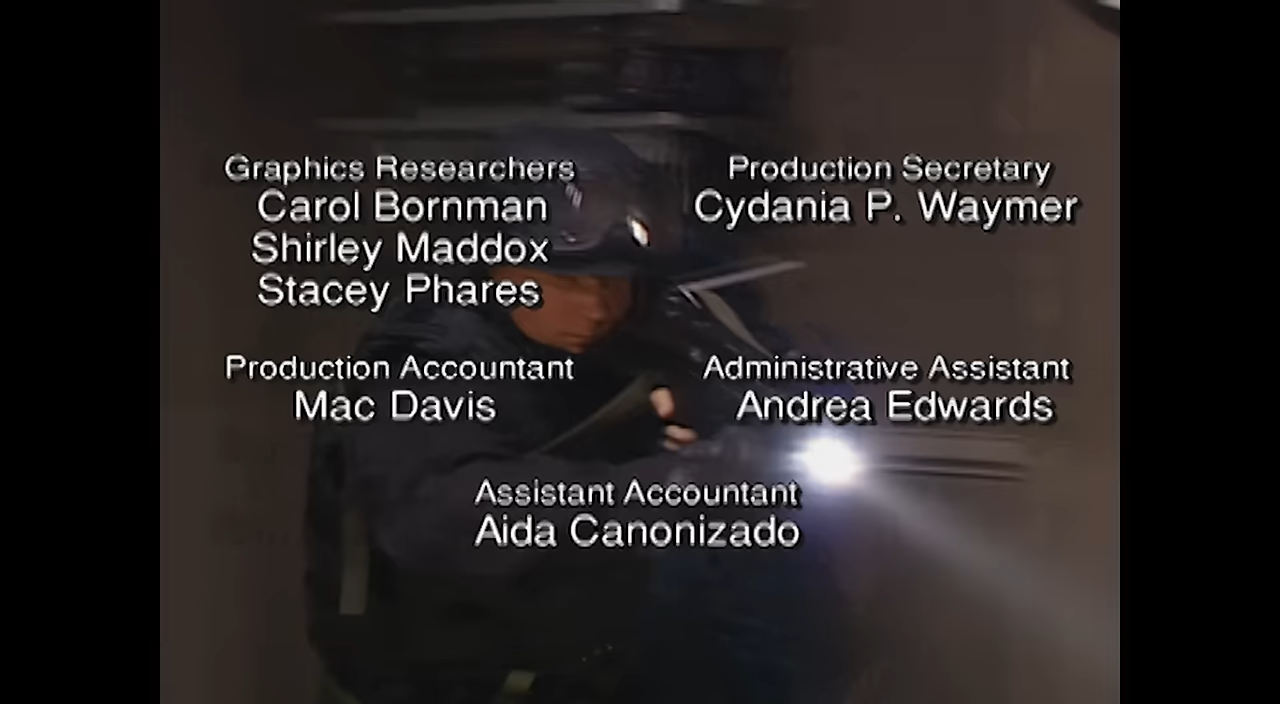 Graphics Researchers
Carol Bornman
Shirley Maddox
Stacey Phares
Production Secretary
Cydania P. Waymer
Production Accountant
Mac Davis
Administrative Assistant
Andrea Edwards
Assistant Accountant
Aida Canonizado